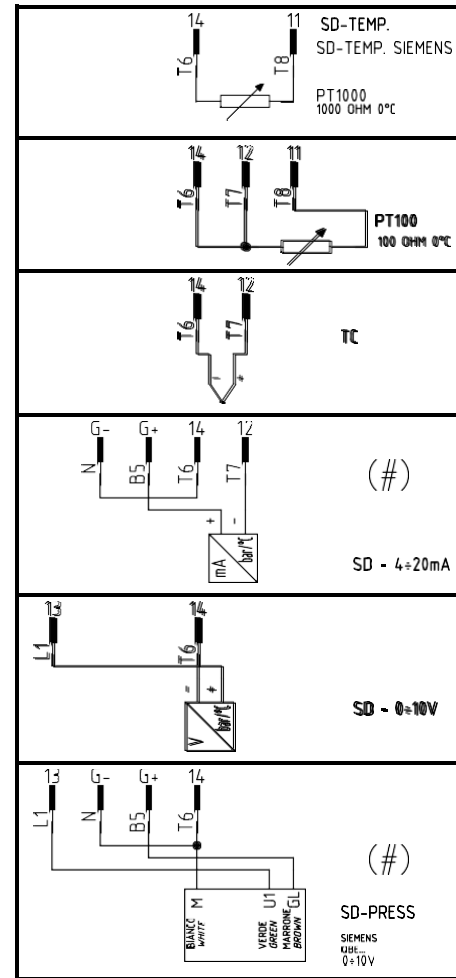 14 11 SD-TEMP.
SD-TEMP. SIEMENS
T6 T8
PT1000
1000 OHM 0°C
14 12 11
T6 T7 T8
PT100
100 OHM 0°C
14 12
T6 T7
TC
- +
G- G+ 14 12
N B5 T6 T7
(#)
+ -
mA bar/°C
SD - 4÷20mA
13 14
L1 T6
- +
V bar/°C
SD - 0÷10V
13 G- G+ 14
L1 N B5 T6
(#)
M U1 GL
BIANCO WHITE
VERDE GREEN
MARRONE BROWN
SD-PRESS
SIEMENS
QBE...
0÷10V